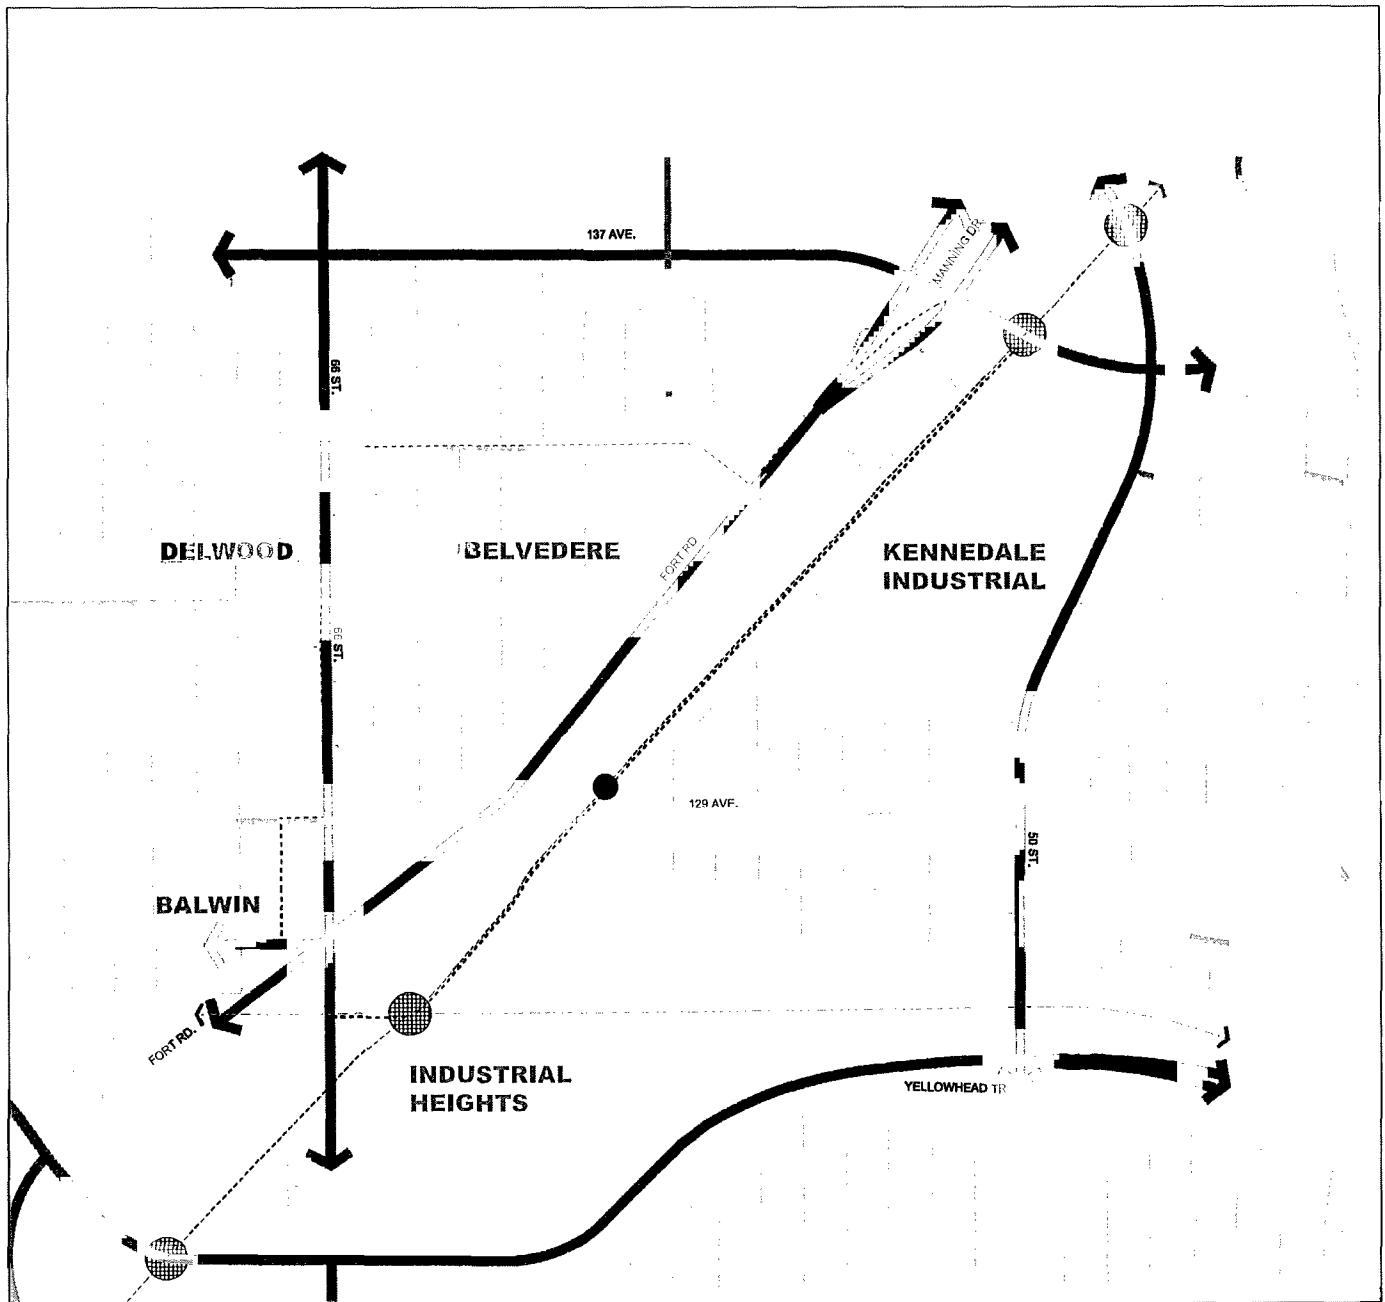 137 AVE.
MANNING DR.
66 ST.
DELWOOD
BELVEDERE
FORT RD
KENNEDALE
INDUSTRIAL
66 ST.
129 AVE.
50 ST.
BALWIN
FORT RD.
INDUSTRIAL
HEIGHTS
YELLOWHEAD TR